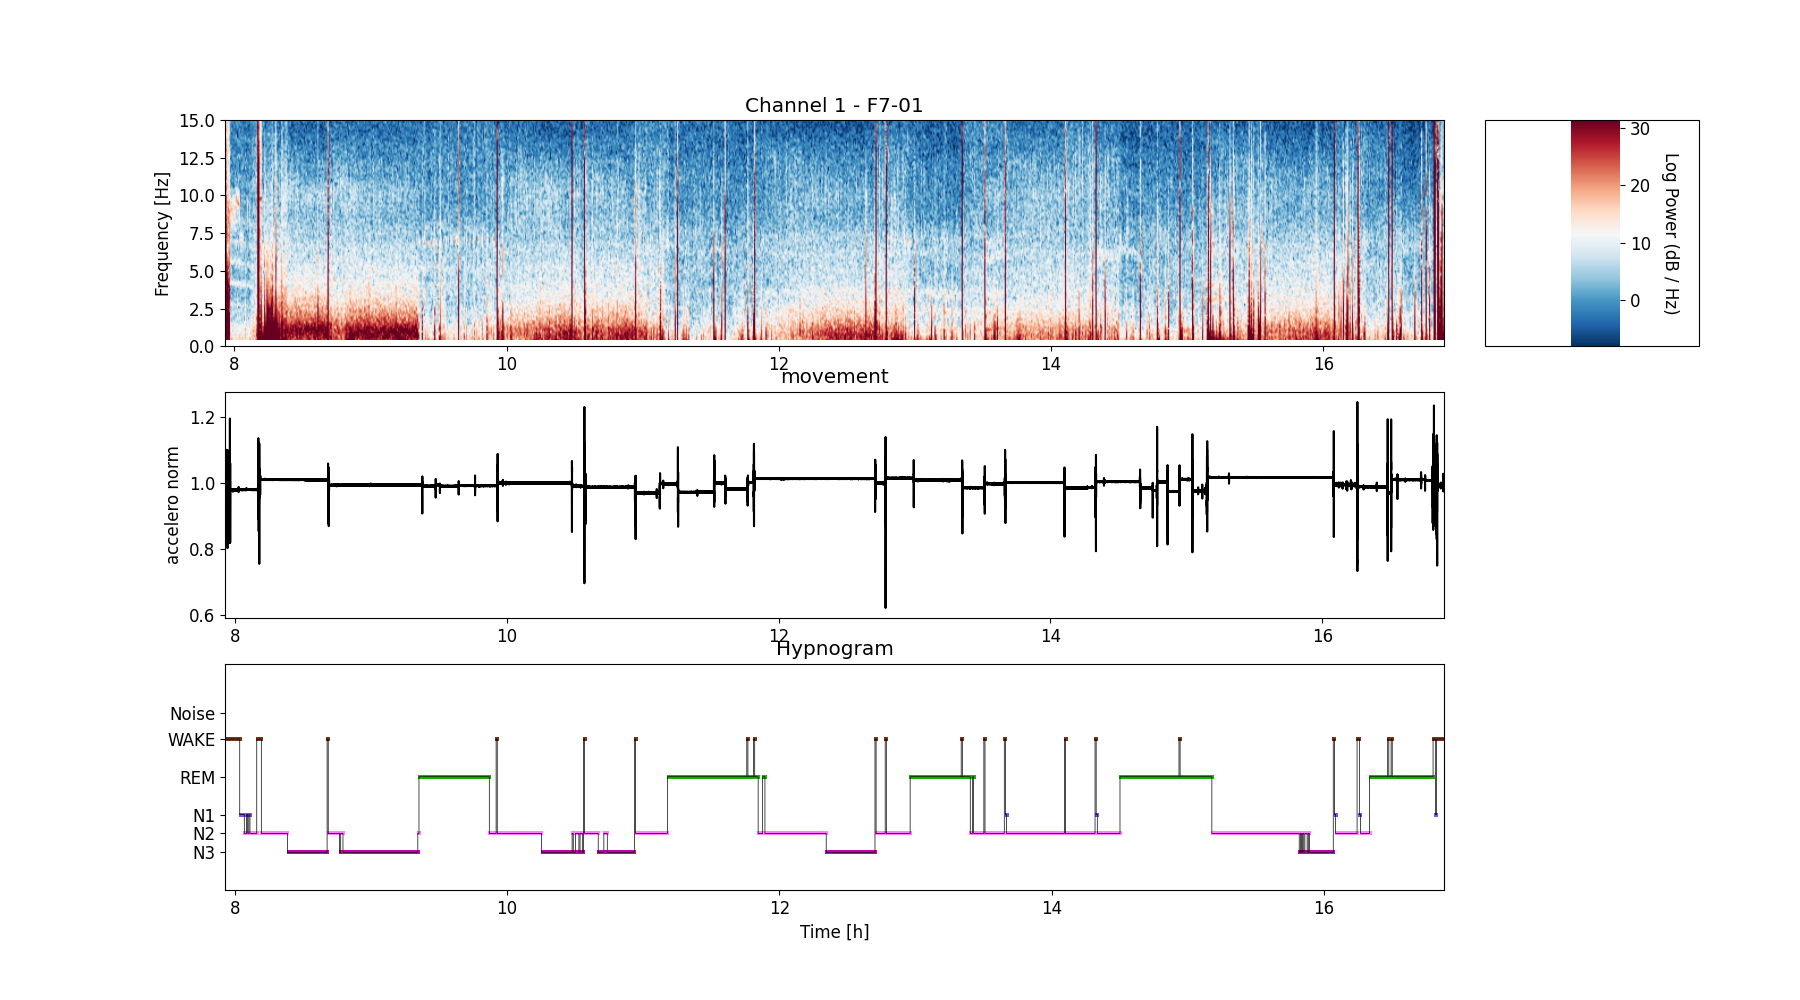 Channel 1 - F7-01
15.0
12.5
10.0
7.5
5.0
2.5
0.0
Frequency [Hz]
8 10 12 14 16
30
20
10
0
Log Power (dB / Hz)
movement
1.2
1.0
0.8
0.6
accelero norm
8 10 12 14 16
Hypnogram
Noise
WAKE
REM
N1
N2
N3
8 10 12 14 16
Time [h]